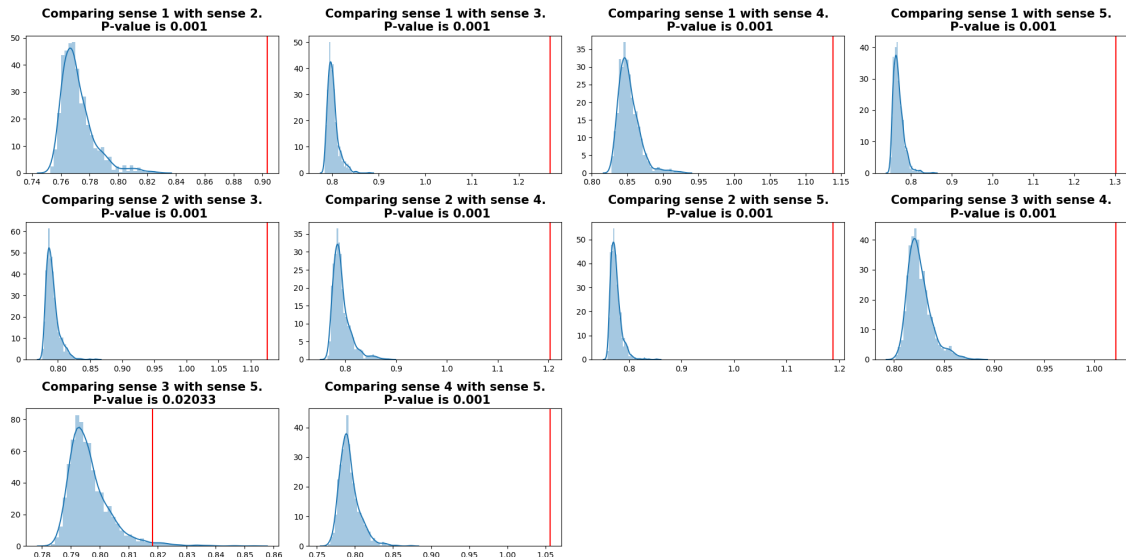 Comparing sense 1 with sense 2.
P-value is 0.001
50
40
30
20
10
0
0.74 0.76 0.78 0.80 0.82 0.84 0.86 0.88 0.90
Comparing sense 1 with sense 3.
P-value is 0.001
50
40
30
20
10
0
0.8 0.9 1.0 1.1 1.2
Comparing sense 1 with sense 4.
P-value is 0.001
35
30
25
20
15
10
5
0
0.80 0.85 0.90 0.95 1.00 1.05 1.10 1.15
Comparing sense 1 with sense 5.
P-value is 0.001
40
30
20
10
0
0.8 0.9 1.0 1.1 1.2 1.3
Comparing sense 2 with sense 3.
P-value is 0.001
60
50
40
30
20
10
0
0.80 0.85 0.90 0.95 1.00 1.05 1.10
Comparing sense 2 with sense 4.
P-value is 0.001
35
30
25
20
15
10
5
0
0.8 0.9 1.0 1.1 1.2
Comparing sense 2 with sense 5.
P-value is 0.001
50
40
30
20
10
0
0.8 0.9 1.0 1.1 1.2
Comparing sense 3 with sense 4.
P-value is 0.001
40
30
20
10
0
0.80 0.85 0.90 0.95 1.00
Comparing sense 3 with sense 5.
P-value is 0.02033
80
60
40
20
0
0.78 0.79 0.80 0.81 0.82 0.83 0.84 0.85 0.86
Comparing sense 4 with sense 5.
P-value is 0.001
40
30
20
10
0
0.75 0.80 0.85 0.90 0.95 1.00 1.05